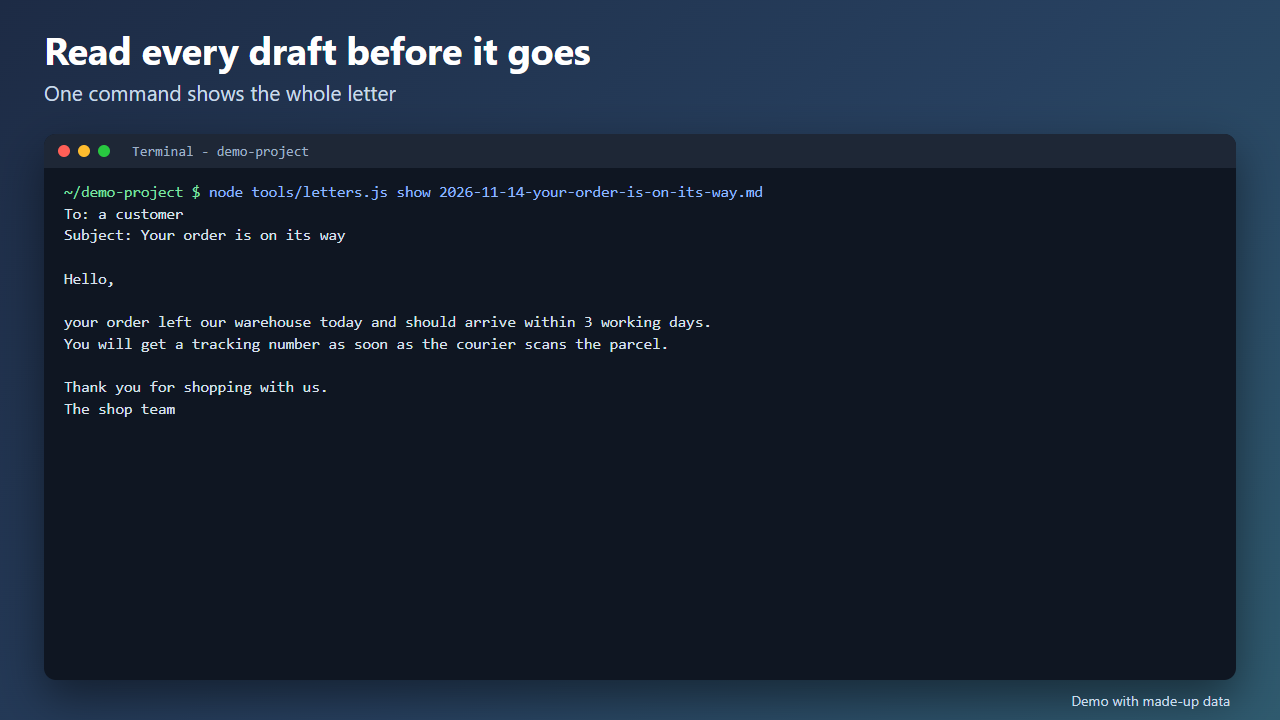 Read every draft before it goes
One command shows the whole letter
Terminal - demo-project
~/demo-project $ node tools/letters.js show 2026-11-14-your-order-is-on-its-way.md
To: a customer
Subject: Your order is on its way
Hello,
your order left our warehouse today and should arrive within 3 working days.
You will get a tracking number as soon as the courier scans the parcel.
Thank you for shopping with us.
The shop team
Demo with made-up data